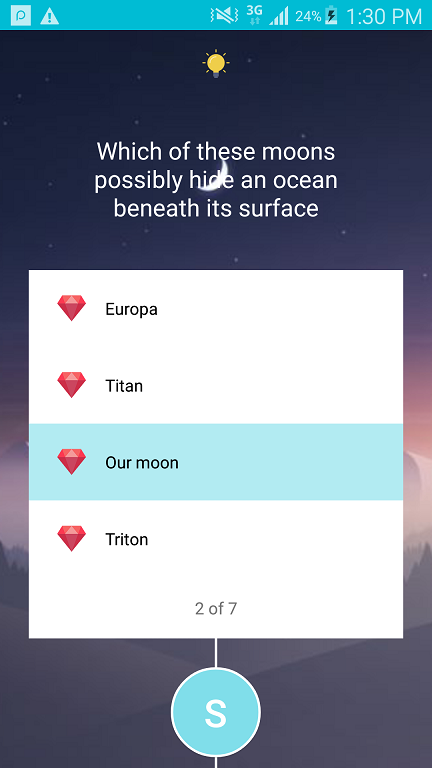 3G 24% 1:30 PM
Which of these moons
possibly hide an ocean
beneath its surface
Europa
Titan
Our moon
Triton
2 of 7
S